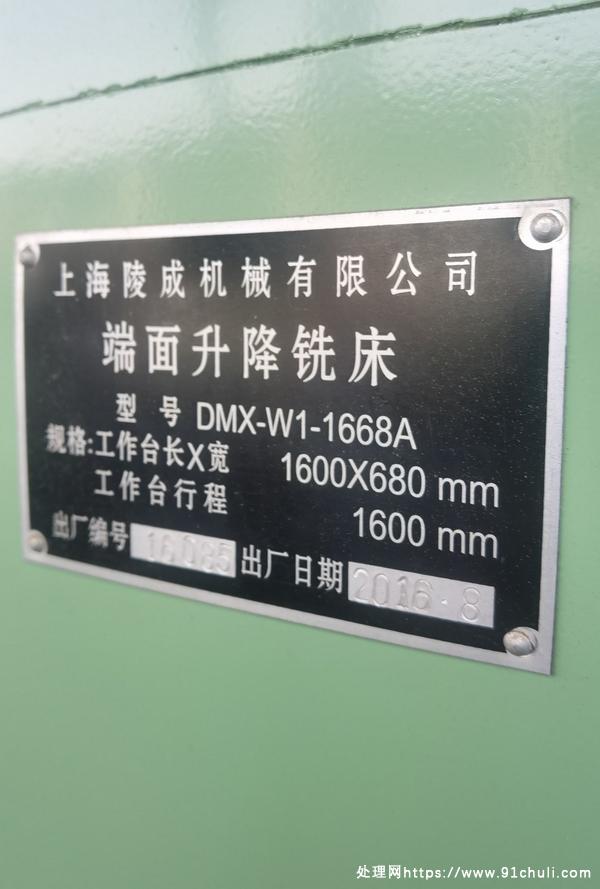 上海陵成机械有限公司
端面升降铣床
型 号 DMX-W1-1668A
规格:工作台长X宽 1600X680 mm
工作台行程 1600 mm
出厂编号 16085 出厂日期 2016·8
处理网https://www.91chuli.com/